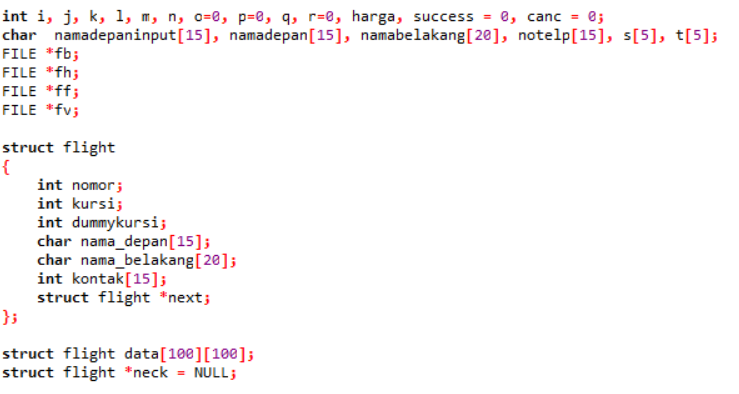 int i, j, k, l, m, n, o=0, p=0, q, r=0, harga, success = 0, canc = 0;
char  namadepaninput[15], namadepan[15], namabelakang[20], notelp[15], s[5], t[5];
FILE *fb;
FILE *fh;
FILE *ff;
FILE *fv;

struct flight
{
    int nomor;
    int kursi;
    int dummykursi;
    char nama_depan[15];
    char nama_belakang[20];
    int kontak[15];
    struct flight *next;
};

struct flight data[100][100];
struct flight *neck = NULL;